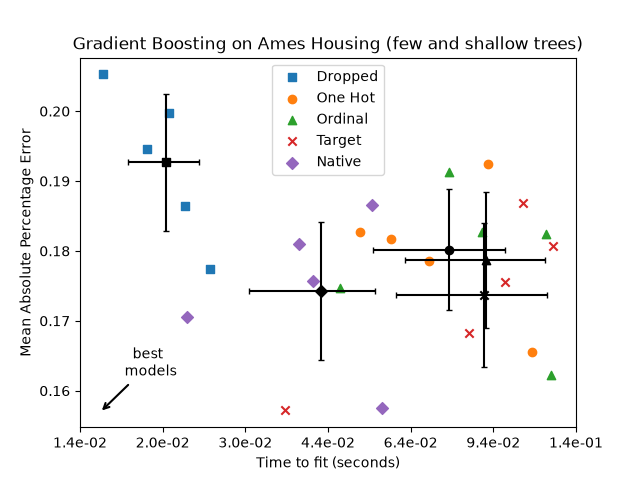 Gradient Boosting on Ames Housing (few and shallow trees)
Mean Absolute Percentage Error
0.20
0.19
0.18
0.17
0.16
Dropped
One Hot
Ordinal
Target
Native
best
models
1.4e-02 2.0e-02 3.0e-02 4.4e-02 6.4e-02 9.4e-02 1.4e-01
Time to fit (seconds)